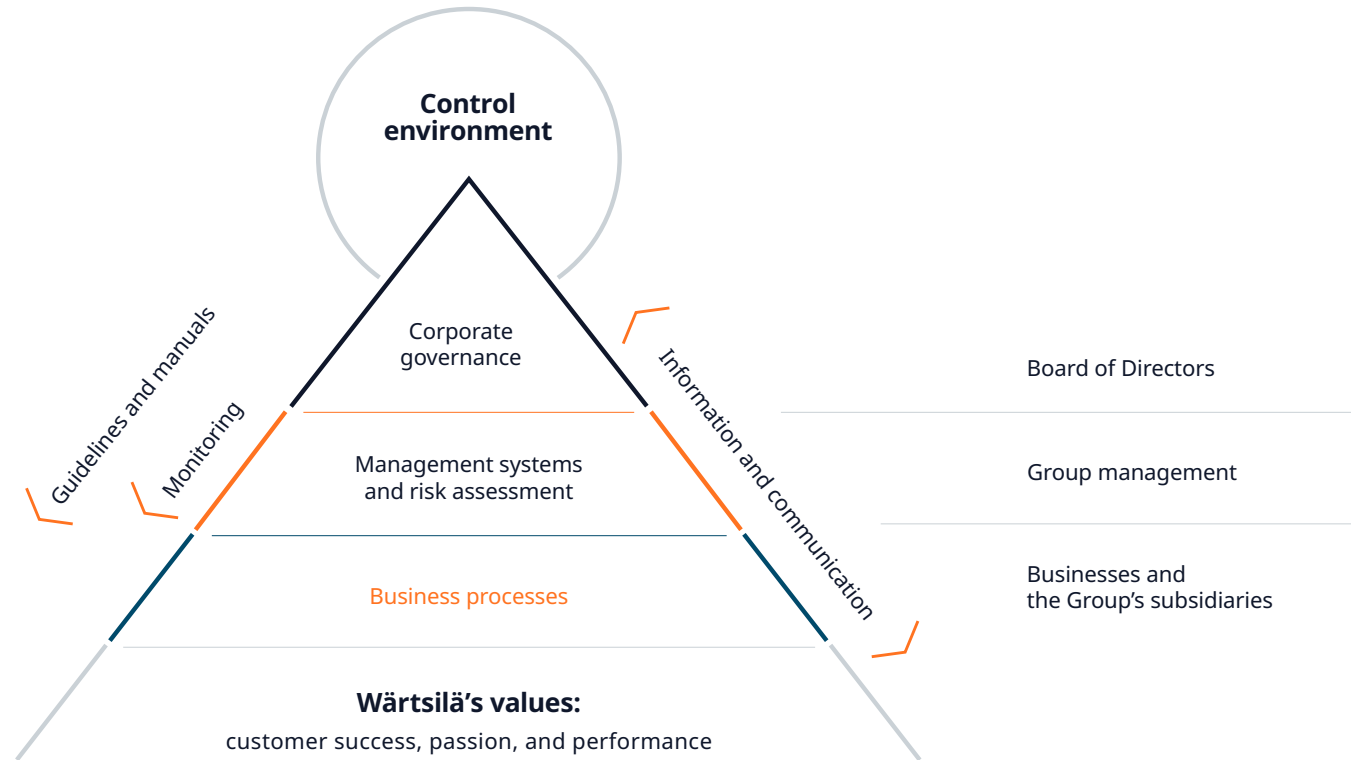 Control
environment
Corporate
governance
Guidelines and manuals
Monitoring
Information and communication
Board of Directors
Management systems
and risk assessment
Group management
Business processes
Businesses and
the Group’s subsidiaries
Wärtsilä’s values:
customer success, passion, and performance